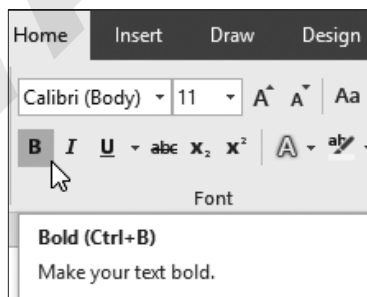 Home Insert Draw Design
Calibri (Body) 11 A A Aa
B I U abc x₂ x² A ab
Font
Bold (Ctrl+B)
Make your text bold.